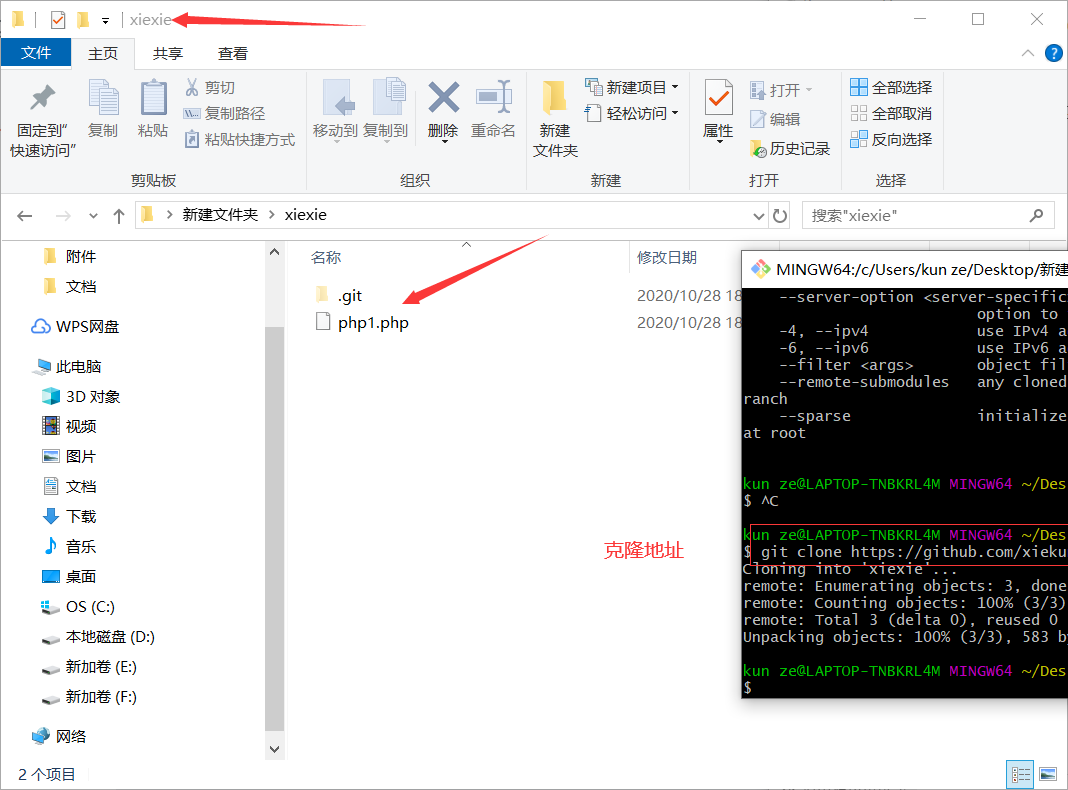 xiexie
文件 主页 共享 查看
固定到"快速访问"
复制
粘贴
剪切
复制路径
粘贴快捷方式
剪贴板
移动到
复制到
删除
重命名
组织
新建文件夹
新建项目
轻松访问
新建
属性
打开
编辑
历史记录
打开
全部选择
全部取消
反向选择
选择
新建文件夹 > xiexie
搜索"xiexie"
附件
文档
WPS网盘
此电脑
3D 对象
视频
图片
文档
下载
音乐
桌面
OS (C:)
本地磁盘 (D:)
新加卷 (E:)
新加卷 (F:)
网络
名称 修改日期
.git 2020/10/28 18
php1.php 2020/10/28 18
克隆地址
MINGW64:/c/Users/kun ze/Desktop/新建
--server-option <server-specific
option to
-4, --ipv4 use IPv4 a
-6, --ipv6 use IPv6 a
--filter <args> object fil
--remote-submodules any cloned
ranch
--sparse initialize
at root
kun ze@LAPTOP-TNBKRL4M MINGW64 ~/Des
$ ^C
kun ze@LAPTOP-TNBKRL4M MINGW64 ~/Des
$ git clone https://github.com/xieku
Cloning into 'xiexie'...
remote: Enumerating objects: 3, done
remote: Counting objects: 100% (3/3)
remote: Total 3 (delta 0), reused 0
Unpacking objects: 100% (3/3), 583 b
kun ze@LAPTOP-TNBKRL4M MINGW64 ~/Des
$
2 个项目